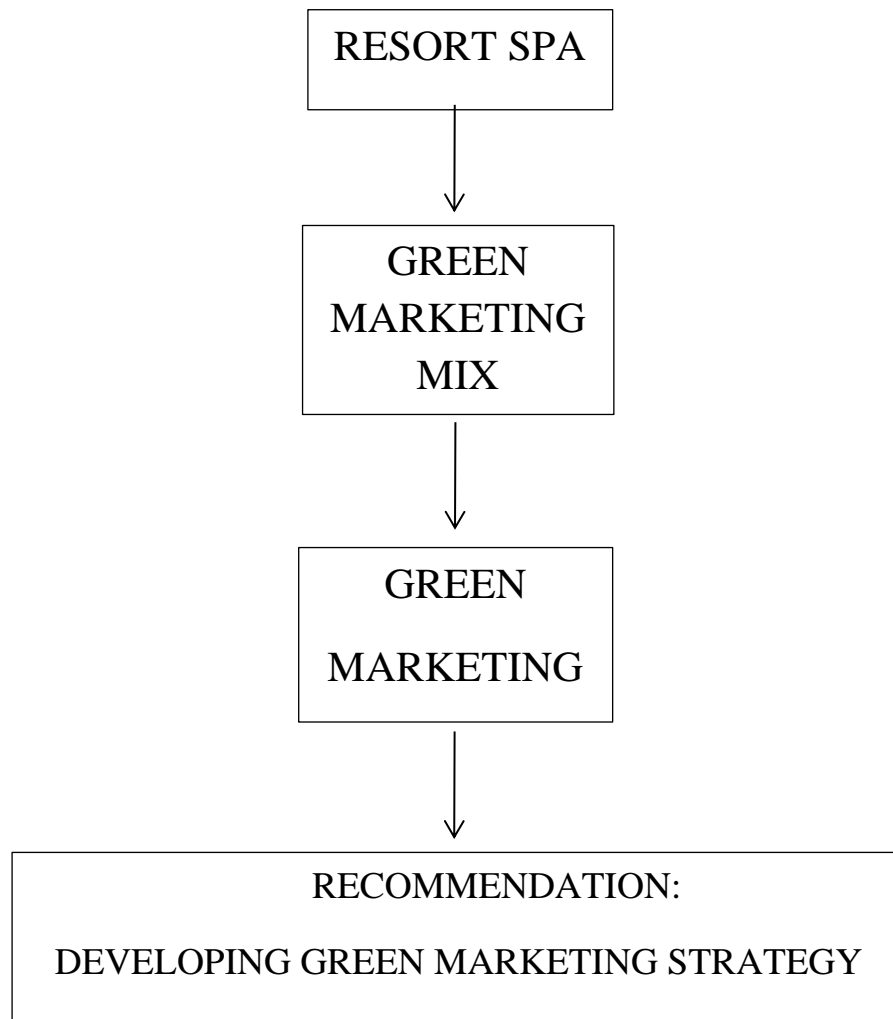 RESORT SPA
GREEN
MARKETING
MIX
GREEN
MARKETING
RECOMMENDATION:
DEVELOPING GREEN MARKETING STRATEGY